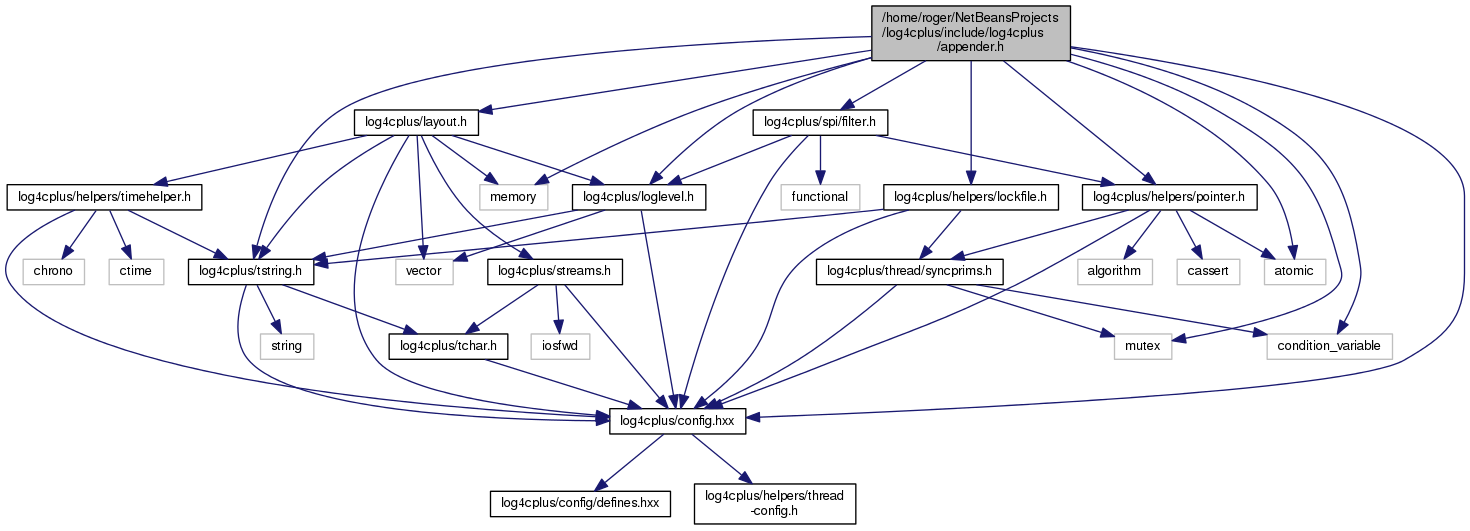 /home/roger/NetBeansProjects
/log4cplus/include/log4cplus
/appender.h
log4cplus/layout.h
log4cplus/spi/filter.h
log4cplus/helpers/timehelper.h
memory
log4cplus/loglevel.h
functional
log4cplus/helpers/lockfile.h
log4cplus/helpers/pointer.h
chrono
ctime
log4cplus/tstring.h
vector
log4cplus/streams.h
log4cplus/thread/syncprims.h
algorithm
cassert
atomic
string
log4cplus/tchar.h
iosfwd
mutex
condition_variable
log4cplus/config.hxx
log4cplus/config/defines.hxx
log4cplus/helpers/thread
-config.h